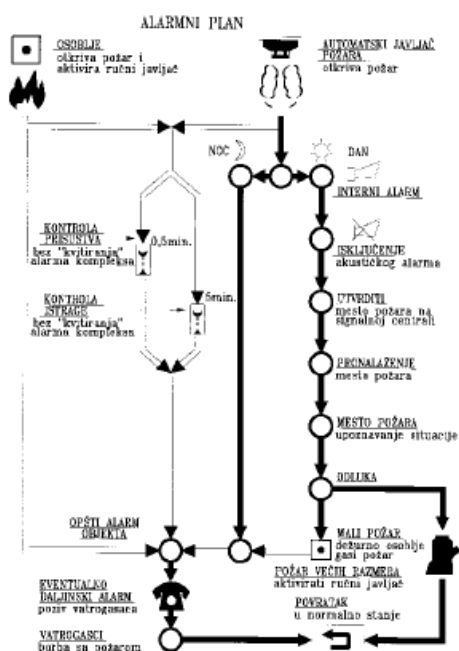 ALARMNI PLAN
OSOBLJE
otkriva požar i
aktivira ručni javljač
AUTOMATSKI JAVLJAČ
POŽARA
otkriva požar
NOĆ
DAN
INTERNI ALARM
KONTROLA
PRISUSTVA
bez "kvitiranja"
alarma kompleksa
0,5min.
ISKLJUČENJE
akustičkog alarma
KONTROLA
ISTRAGE
bez "kvitiranja"
alarma kompleksa
5min.
UTVRDITI
mesto požara na
signalnoj centrali
PRONALAŽENJE
mesta požara
MESTO POŽARA
upoznavanje situacije
ODLUKA
OPŠTI ALARM
OBJEKTA
MALI POŽAR
dežurno osoblje
gasi požar
POŽAR VEĆIH RAZMERA
aktivirati ručni javljač
EVENTUALNO
DALJINSKI ALARM
poziv vatrogasaca
POVRATAK
u normalno stanje
VATROGASCI
borba sa požarom